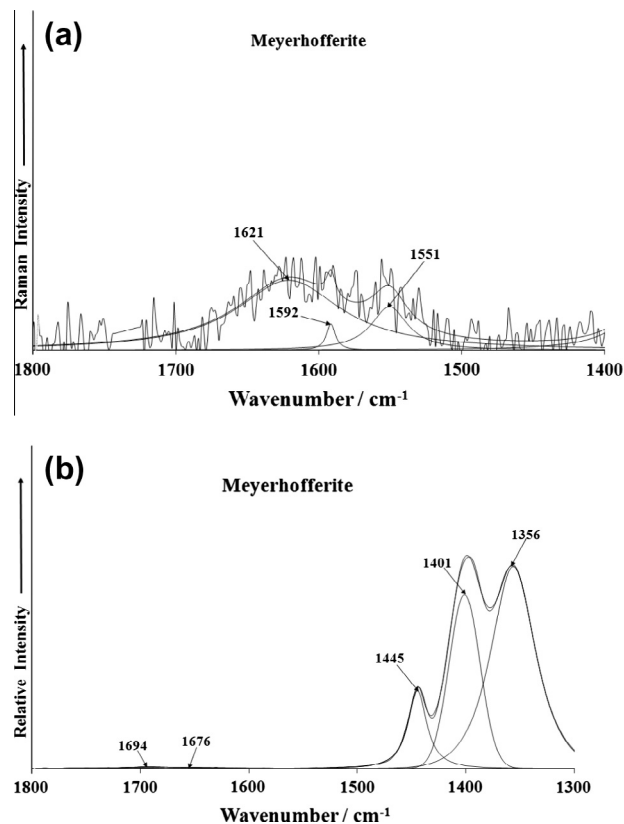 (a)
Meyerhofferite
Raman Intensity
1621
1592
1551
1800
1700
1600
1500
1400
Wavenumber / cm-1
(b)
Meyerhofferite
Relative Intensity
1694
1676
1445
1401
1356
1800
1700
1600
1500
1400
1300
Wavenumber / cm-1